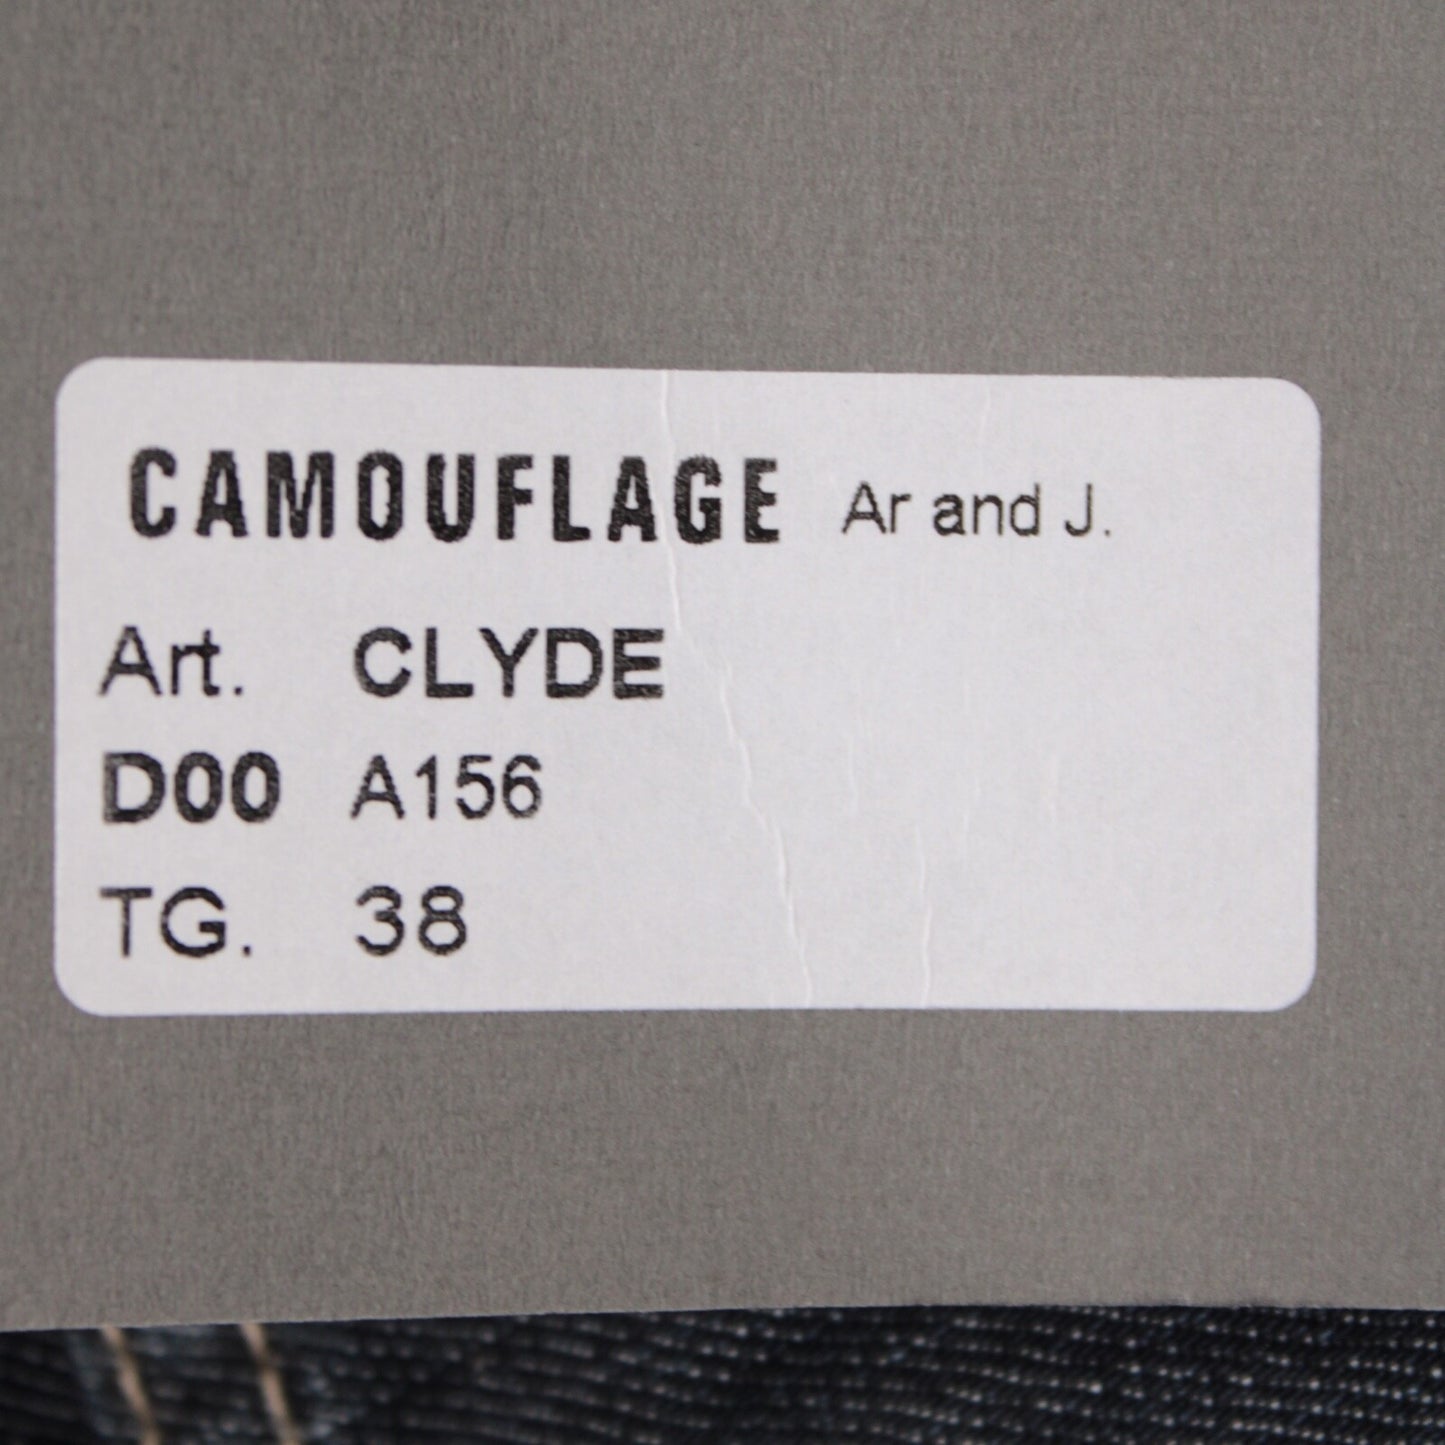 CAMOUFLAGE Ar and J.
Art. CLYDE
D00 A156
TG. 38